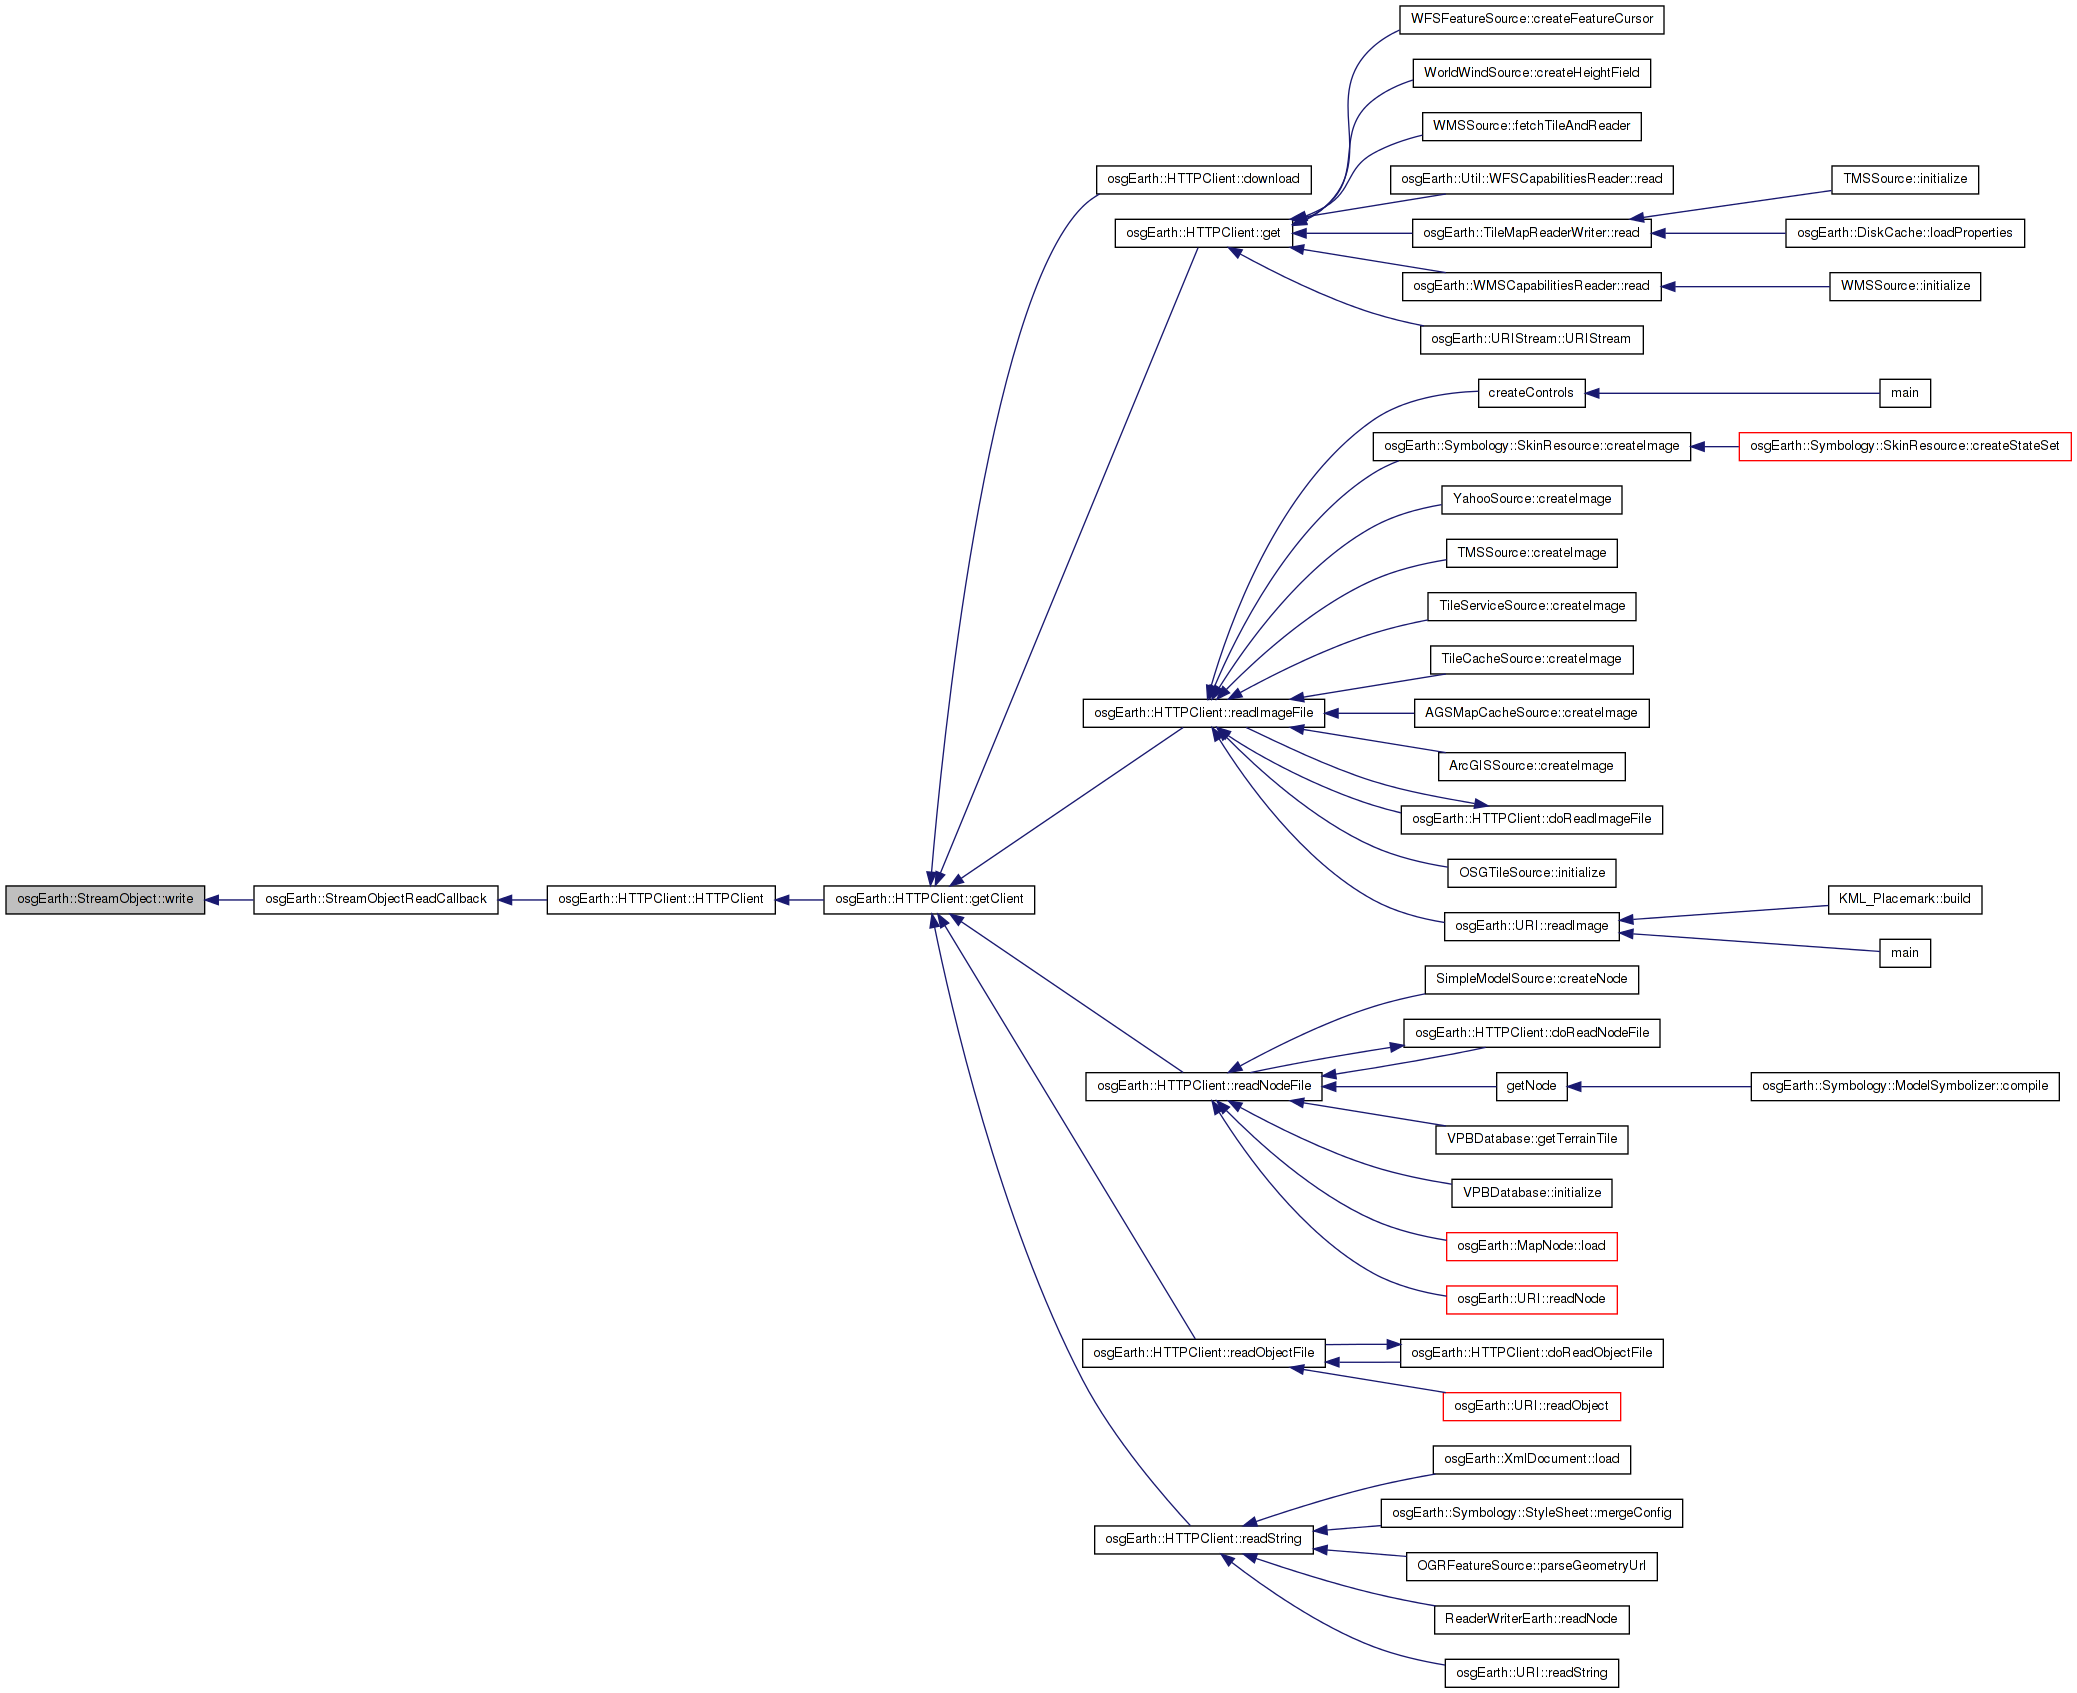 WFSFeatureSource::createFeatureCursor
WorldWindSource::createHeightField
WMSSource::fetchTileAndReader
osgEarth::HTTPClient::download
osgEarth::Util::WFSCapabilitiesReader::read
TMSSource::initialize
osgEarth::HTTPClient::get
osgEarth::TileMapReaderWriter::read
osgEarth::DiskCache::loadProperties
osgEarth::WMSCapabilitiesReader::read
WMSSource::initialize
osgEarth::URIStream::URIStream
createControls
main
osgEarth::Symbology::SkinResource::createImage
osgEarth::Symbology::SkinResource::createStateSet
YahooSource::createImage
TMSSource::createImage
TileServiceSource::createImage
TileCacheSource::createImage
osgEarth::HTTPClient::readImageFile
AGSMapCacheSource::createImage
ArcGISSource::createImage
osgEarth::HTTPClient::doReadImageFile
OSGTileSource::initialize
osgEarth::StreamObject::write
osgEarth::StreamObjectReadCallback
osgEarth::HTTPClient::HTTPClient
osgEarth::HTTPClient::getClient
KML_Placemark::build
osgEarth::URI::readImage
main
SimpleModelSource::createNode
osgEarth::HTTPClient::doReadNodeFile
osgEarth::HTTPClient::readNodeFile
getNode
osgEarth::Symbology::ModelSymbolizer::compile
VPBDatabase::getTerrainTile
VPBDatabase::initialize
osgEarth::MapNode::load
osgEarth::URI::readNode
osgEarth::HTTPClient::readObjectFile
osgEarth::HTTPClient::doReadObjectFile
osgEarth::URI::readObject
osgEarth::XmlDocument::load
osgEarth::Symbology::StyleSheet::mergeConfig
osgEarth::HTTPClient::readString
OGRFeatureSource::parseGeometryUrl
ReaderWriterEarth::readNode
osgEarth::URI::readString